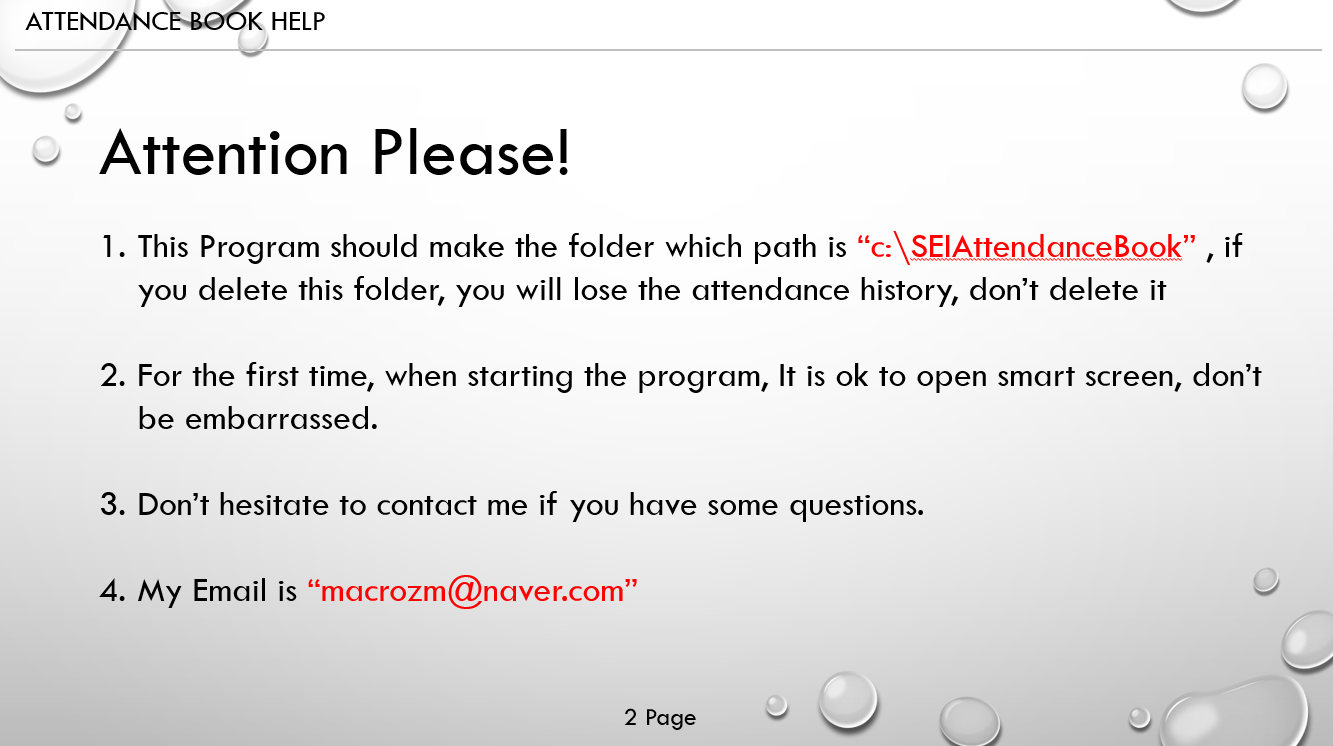 ATTENDANCE BOOK HELP
Attention Please!
1. This Program should make the folder which path is “c:\SEIAttendanceBook” , if
you delete this folder, you will lose the attendance history, don’t delete it
2. For the first time, when starting the program, It is ok to open smart screen, don’t
be embarrassed.
3. Don’t hesitate to contact me if you have some questions.
4. My Email is “macrozm@naver.com”
2 Page